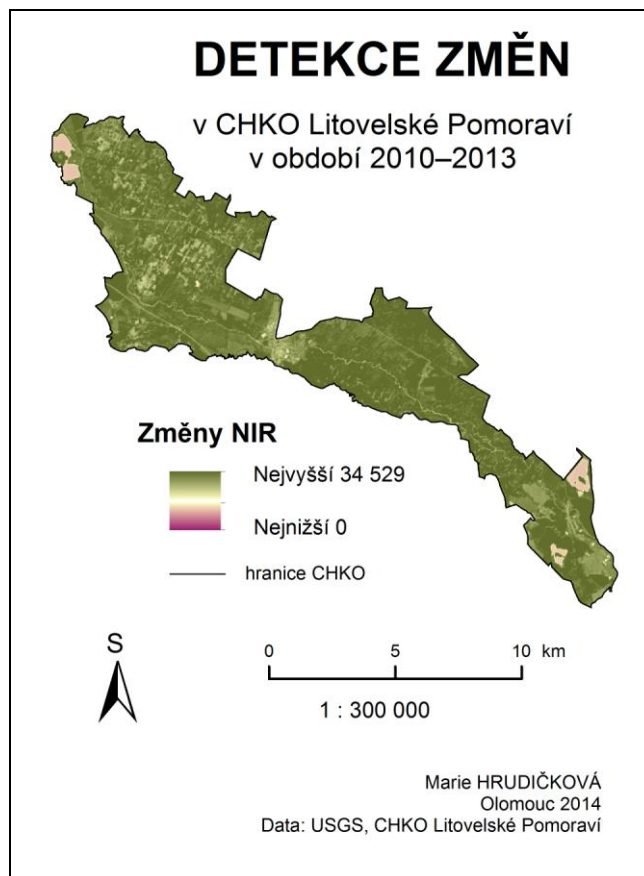 DETEKCE ZMĚN
v CHKO Litovelské Pomoraví
v období 2010–2013
Změny NIR
Nejvyšší 34 529
Nejnižší 0
hranice CHKO
S
0 5 10 km
1 : 300 000
Marie HRUDIČKOVÁ
Olomouc 2014
Data: USGS, CHKO Litovelské Pomoraví